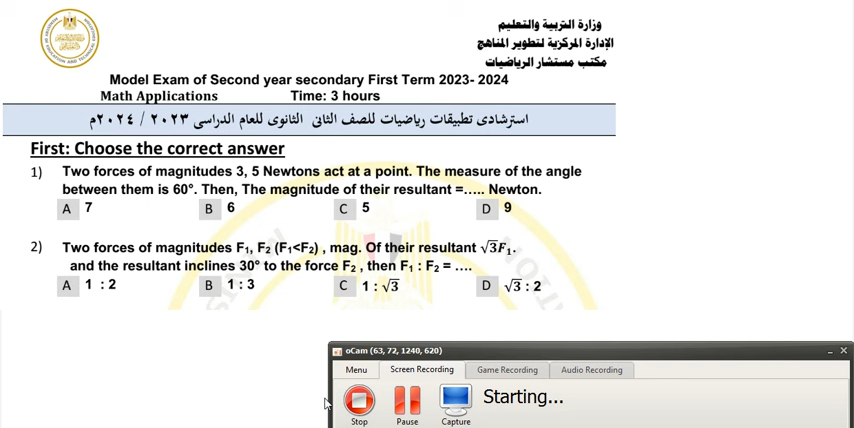 وزارة التربية والتعليم
الإدارة المركزية لتطوير المناهج
مكتب مستشار الرياضيات
Model Exam of Second year secondary First Term 2023- 2024
Math Applications Time: 3 hours
استرشادى تطبيقات رياضيات للصف الثانى الثانوى للعام الدراسى ٢٠٢٣ / ٢٠٢٤م
First: Choose the correct answer
1) Two forces of magnitudes 3, 5 Newtons act at a point. The measure of the angle
between them is 60°. Then, The magnitude of their resultant =..... Newton.
A 7 B 6 C 5 D 9
2) Two forces of magnitudes F₁, F₂ (F₁<F₂) , mag. Of their resultant √3F₁.
and the resultant inclines 30° to the force F₂ , then F₁ : F₂ = ....
A 1 : 2 B 1 : 3 C 1 : √3 D √3 : 2
oCam (63, 72, 1240, 620)
Menu Screen Recording Game Recording Audio Recording
Starting...
Stop Pause Capture